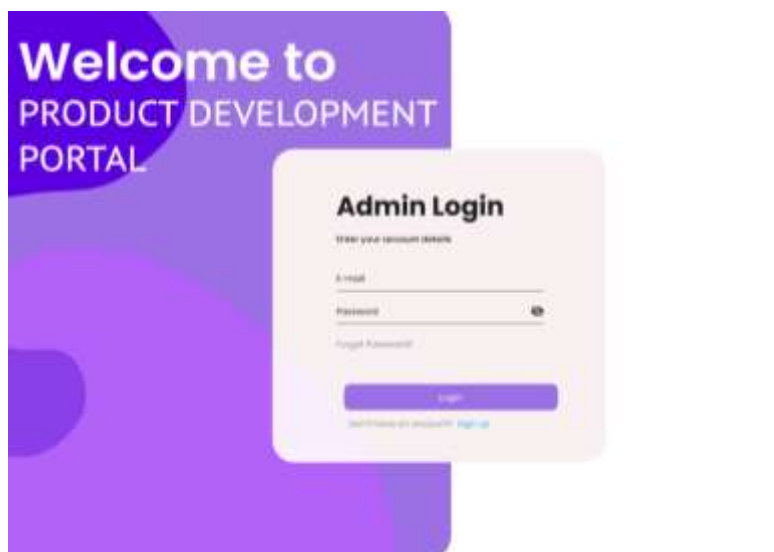 Welcome to
PRODUCT DEVELOPMENT
PORTAL
Admin Login
Enter your account details
E-mail
Password
Forgot Password?
Login
Don't have an account? Sign up